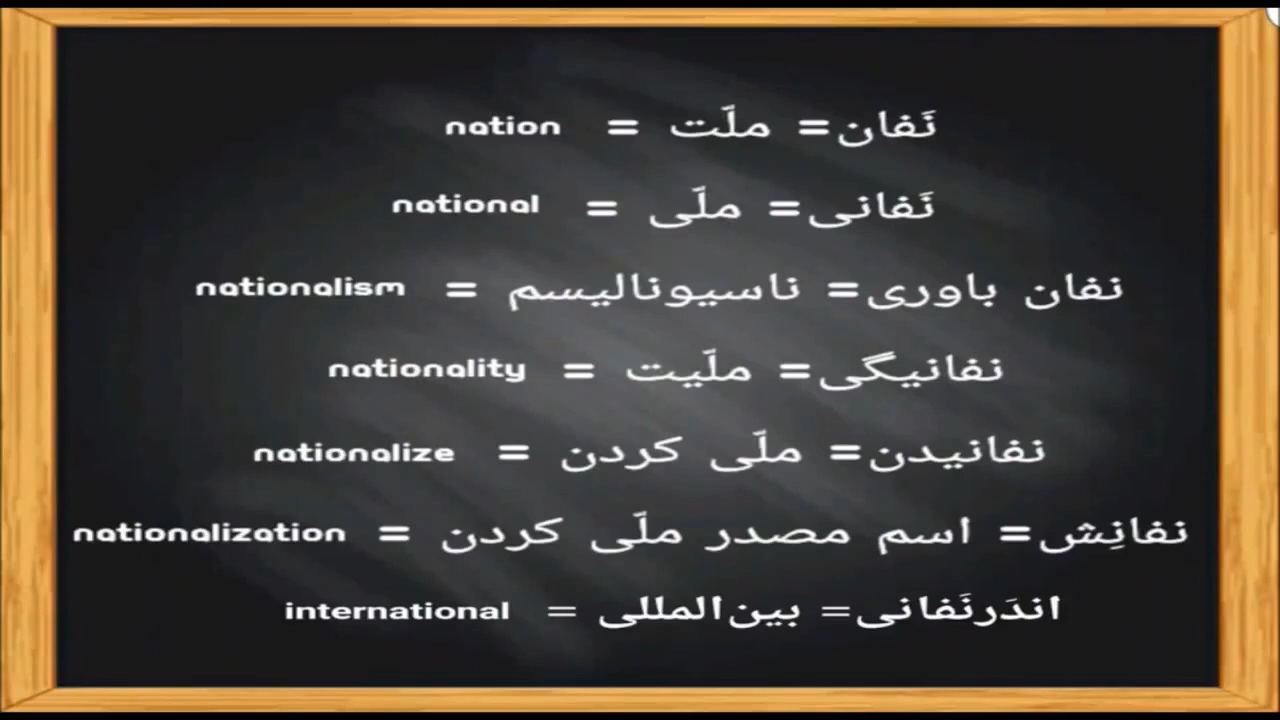 نَفان= ملّت = nation
نَفانی= ملّی = national
نفان باوری= ناسیونالیسم = nationalism
نفانیگی= ملّیت = nationality
نفانیدن= ملّی کردن = nationalize
نفانِش= اسم مصدر ملّی کردن = nationalization
اندَرنَفانی= بین‌المللی = international